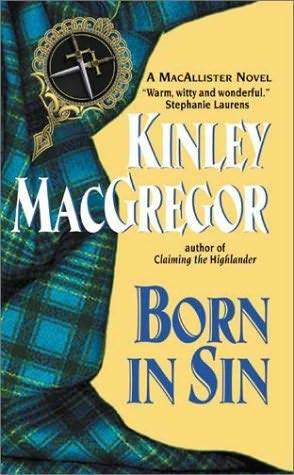 A MACALLISTER NOVEL
"Warm, witty and wonderful."
Stephanie Laurens
KINLEY
MACGREGOR
author of
Claiming the Highlander
BORN
IN SIN